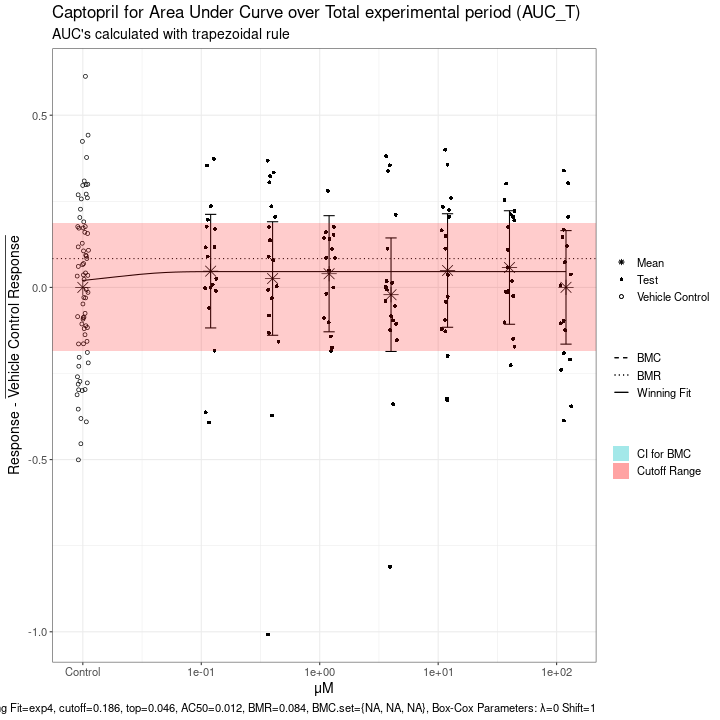 Captopril for Area Under Curve over Total experimental period (AUC_T)
AUC's calculated with trapezoidal rule
Response - Vehicle Control Response
0.5
0.0
-0.5
-1.0
Control
1e-01
1e+00
1e+01
1e+02
μM
Mean
Test
Vehicle Control
BMC
BMR
Winning Fit
CI for BMC
Cutoff Range
Fit=exp4, cutoff=0.186, top=0.046, AC50=0.012, BMR=0.084, BMC.set={NA, NA, NA}, Box-Cox Parameters: λ=0 Shift=1